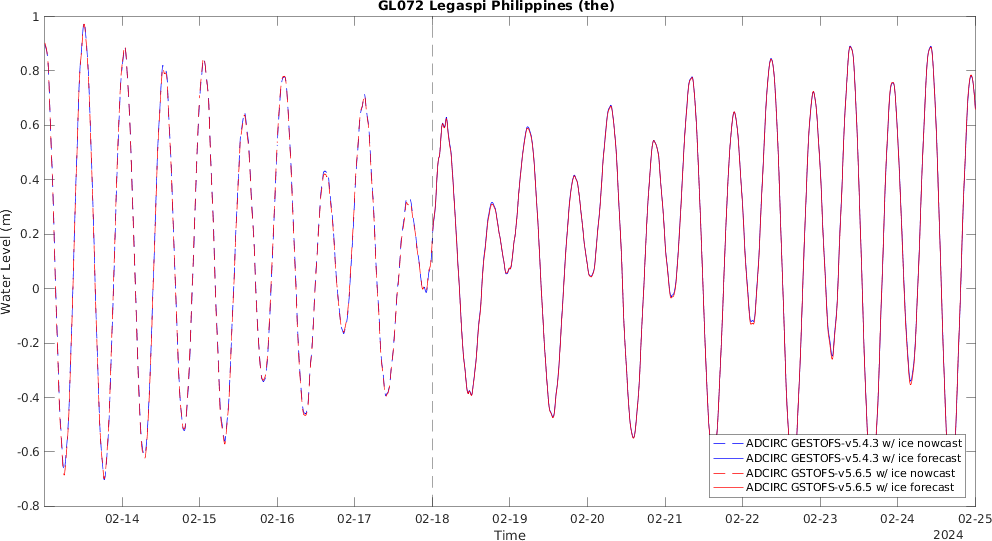 GL072 Legaspi Philippines (the)
1
0.8
0.6
0.4
0.2
0
-0.2
-0.4
-0.6
-0.8
Water Level (m)
ADCIRC GESTOFS-v5.4.3 w/ ice nowcast
ADCIRC GESTOFS-v5.4.3 w/ ice forecast
ADCIRC GSTOFS-v5.6.5 w/ ice nowcast
ADCIRC GSTOFS-v5.6.5 w/ ice forecast
02-14 02-15 02-16 02-17 02-18 02-19 02-20 02-21 02-22 02-23 02-24 02-25
Time
2024